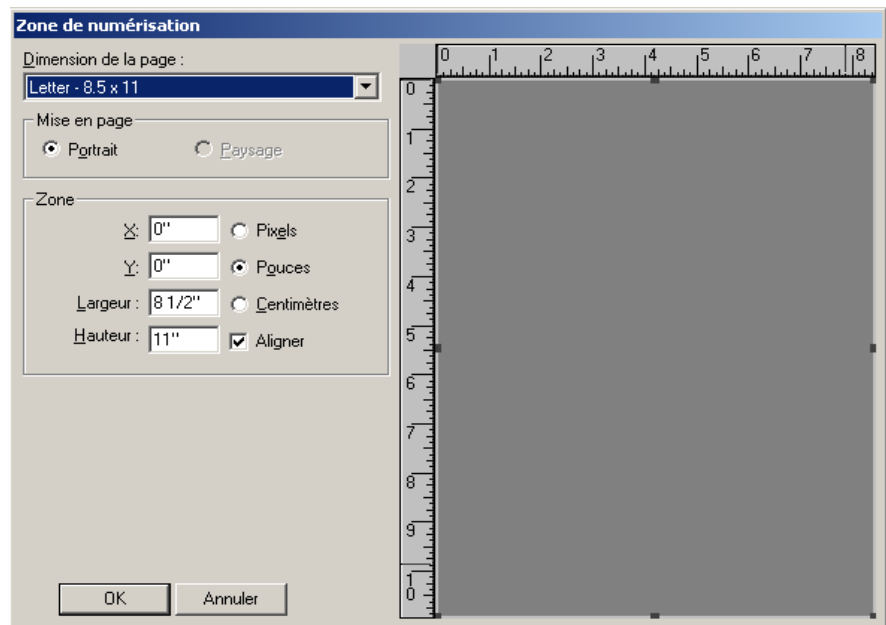 Zone de numérisation
Dimension de la page :
Letter - 8.5 x 11
Mise en page
Portrait Paysage
Zone
X: 0'' Pixels
Y: 0'' Pouces
Largeur : 8 1/2'' Centimètres
Hauteur : 11'' Aligner
OK Annuler
0 1 2 3 4 5 6 7 8
0
1
2
3
4
5
6
7
8
9
10